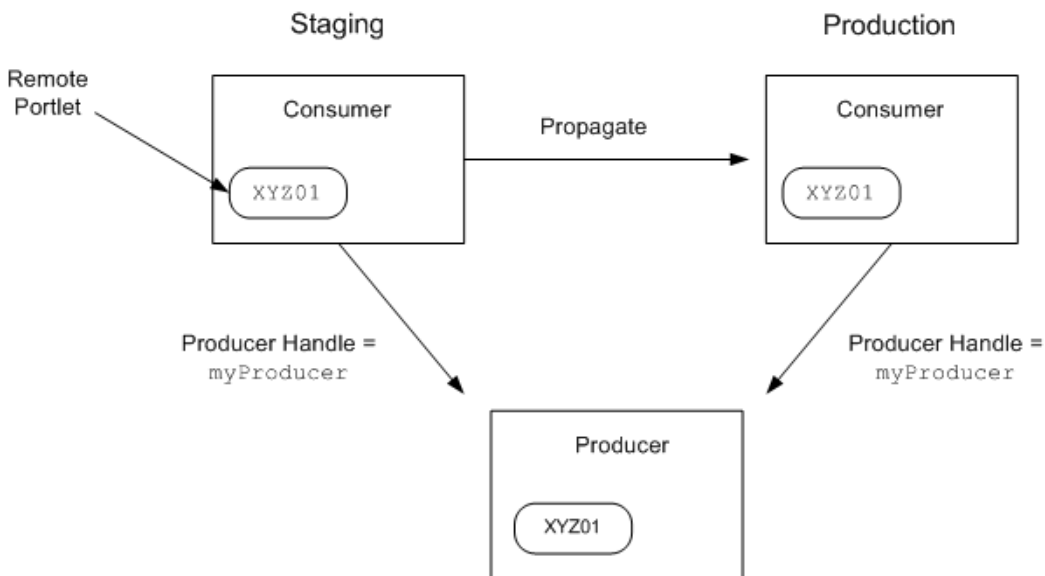 Staging
Production
Remote
Portlet
Consumer
Propagate
Consumer
XYZ01
XYZ01
Producer Handle =
myProducer
Producer Handle =
myProducer
Producer
XYZ01